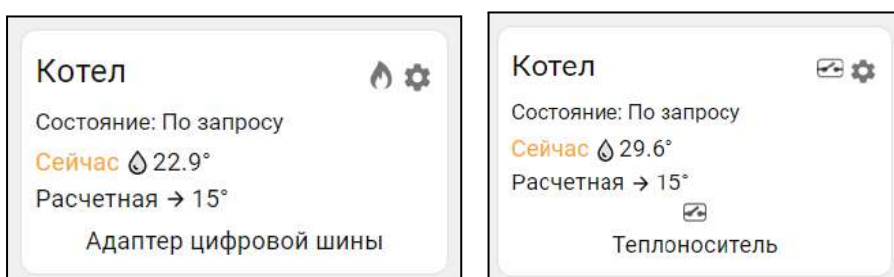 Котел
Состояние: По запросу
Сейчас 22.9°
Расчетная → 15°
Адаптер цифровой шины
Котел
Состояние: По запросу
Сейчас 29.6°
Расчетная → 15°
Теплоноситель